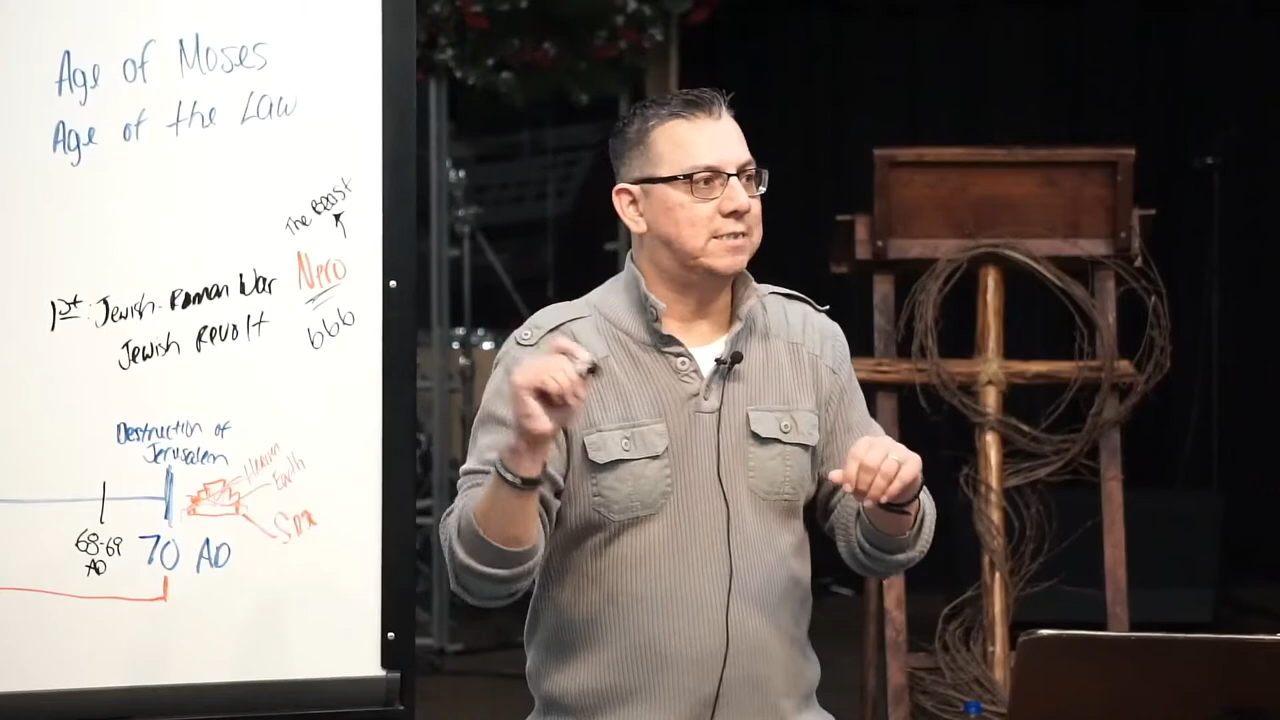 Age of Moses
Age of the Law
The Beast
Nero
666
1st: Jewish-Roman War
Jewish Revolt
Destruction of
Jerusalem
Heaven
Earth
Sea
68-69
AD
70 AD